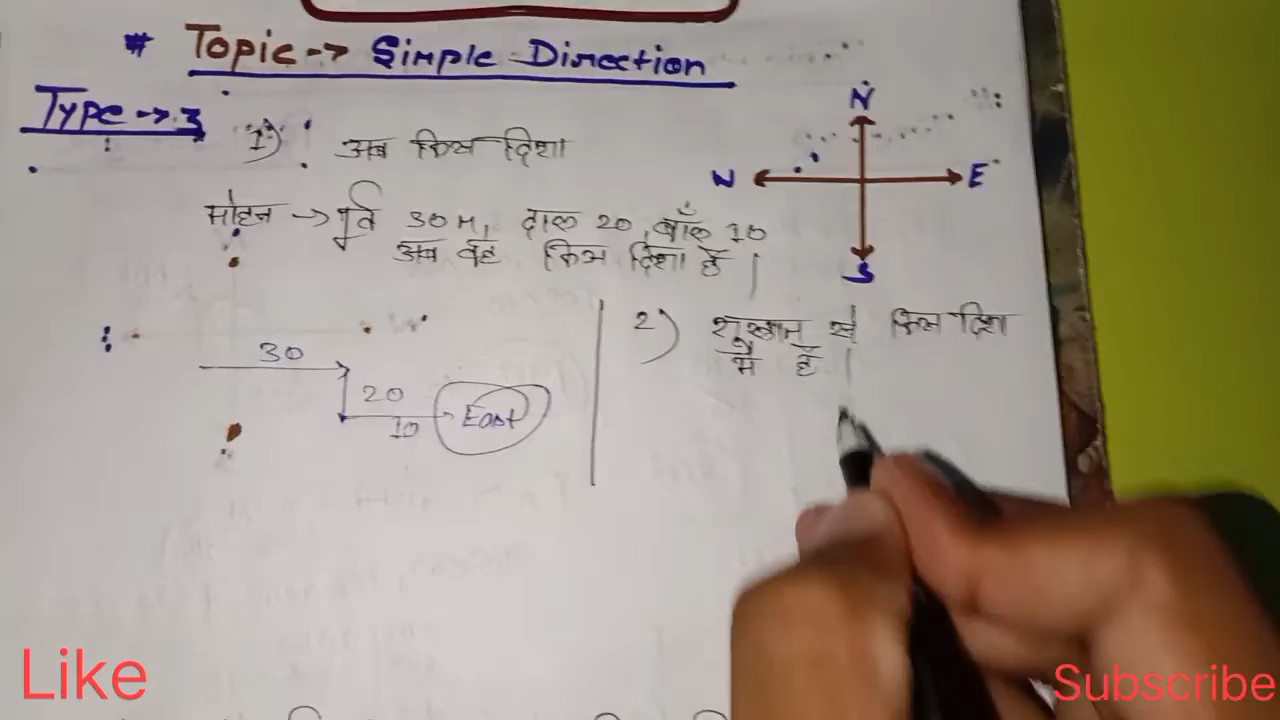 # Topic → Simple Direction
Type → 3
1) अब किस दिशा
N
W E
S
मोहन → पूर्व 30 M, दाए 20, बाँए 10
अब वह किस दिशा में है |
30
20
10
East
2) शुरुआत से किस दिशा
में है |
Like
Subscribe